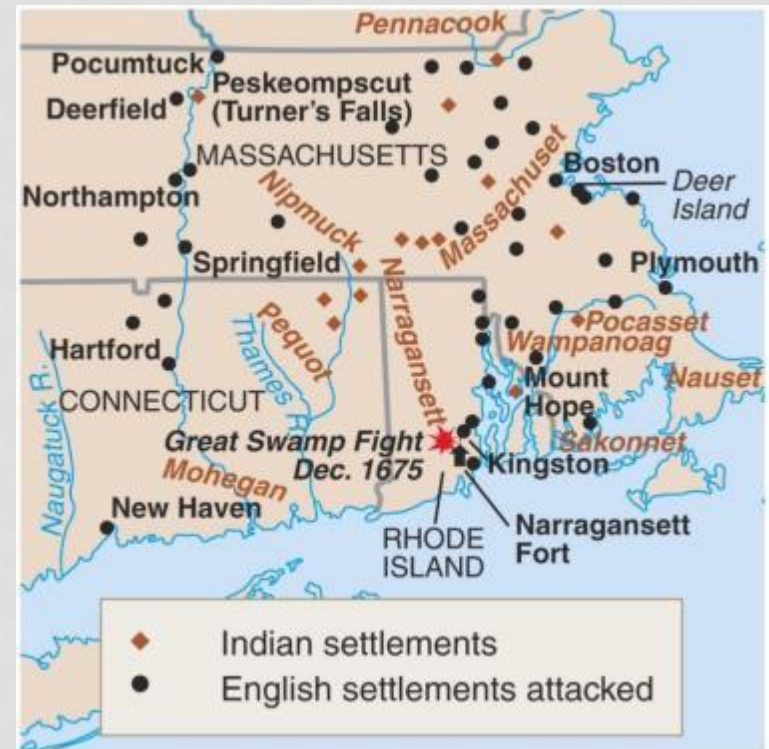 Pennacook
Pocumtuck
Peskeompscut
(Turner's Falls)
Deerfield
MASSACHUSETTS
Boston
Deer
Island
Northampton
Nipmuck
Massachuset
Springfield
Narragansett
Plymouth
Pequot
Pocasset
Wampanoag
Thames R.
Hartford
Nauset
Mount
Hope
CONNECTICUT
Naugatuck R.
Great Swamp Fight
Dec. 1675
Sakonnet
Kingston
Mohegan
New Haven
Narragansett
Fort
RHODE
ISLAND
Indian settlements
English settlements attacked